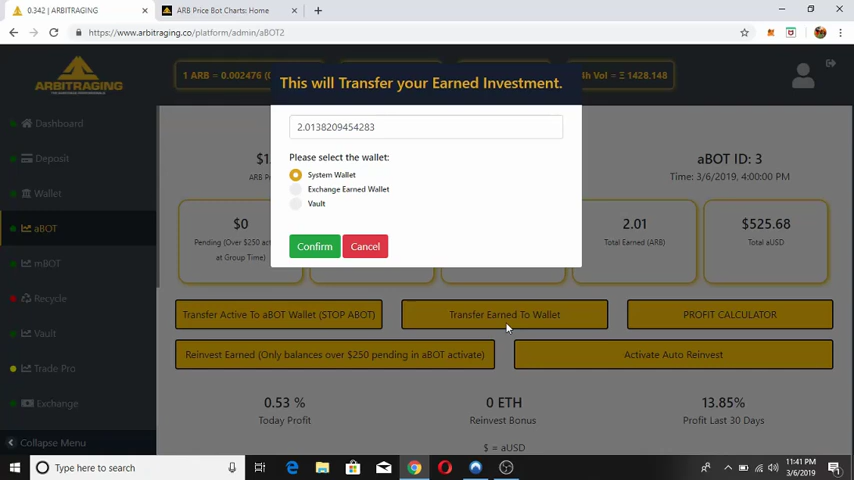 0.342 | ARBITRAGING
ARB Price Bot Charts: Home
https://www.arbitraging.co/platform/admin/aBOT2
ARBITRAGING
1 ARB = 0.002476 (0
h Vol = Ξ 1428.148
This will Transfer your Earned Investment.
2.0138209454283
Please select the wallet:
System Wallet
Exchange Earned Wallet
Vault
Confirm
Cancel
Dashboard
Deposit
Wallet
aBOT
mBOT
Recycle
Vault
Trade Pro
Exchange
Collapse Menu
$1
ARB P
aBOT ID: 3
Time: 3/6/2019, 4:00:00 PM
$0
Pending (Over $250 acti
at Group Time)
2.01
Total Earned (ARB)
$525.68
Total aUSD
Transfer Active To aBOT Wallet (STOP ABOT)
Transfer Earned To Wallet
PROFIT CALCULATOR
Reinvest Earned (Only balances over $250 pending in aBOT activate)
Activate Auto Reinvest
0.53 %
Today Profit
0 ETH
Reinvest Bonus
13.85%
Profit Last 30 Days
$ = aUSD
Type here to search
11:41 PM
3/6/2019